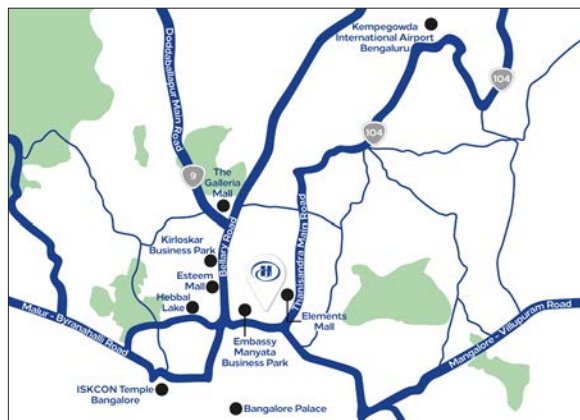 Kempegowda
International Airport
Bengaluru
Doddaballapur Main Road
104
104
9
The
Galleria
Mall
Bellary Road
Thanisandra Main Road
Kirloskar
Business Park
Esteem
Mall
Hebbal
Lake
H
Elements
Mall
Embassy
Manyata
Business Park
Malur - Byranahalli Road
Mangalore - Villupuram Road
ISKCON Temple
Bangalore
Bangalore Palace